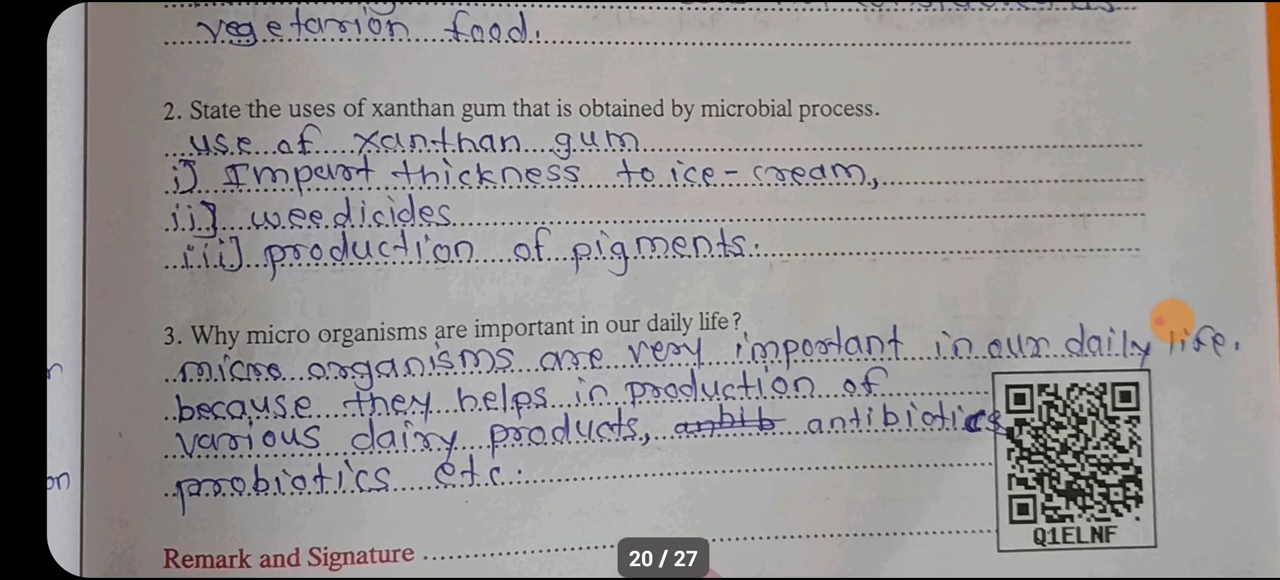 vegetarion food.
2. State the uses of xanthan gum that is obtained by microbial process.
use of xanthan gum
i] Impart thickness to ice-cream,
ii] weedicides
iii] production of pigments.
3. Why micro organisms are important in our daily life?
micro organisms are very important in our daily life.
because they helps in production of
various dairy products, antibiotics
probiotics etc.
on
Q1ELNF
Remark and Signature
20 / 27